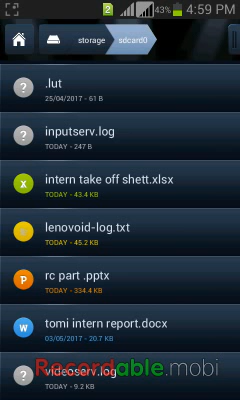 2 43% 4:59 PM
storage sdcard0
.lut
25/04/2017 - 61 B
inputserv.log
TODAY - 247 B
intern take off shett.xlsx
TODAY - 43.4 KB
lenovoid-log.txt
TODAY - 45.2 KB
rc part .pptx
TODAY - 334.4 KB
tomi intern report.docx
03/05/2017 - 20.7 KB
videoserv.log
TODAY - 9.2 KB
Recordable.mobi